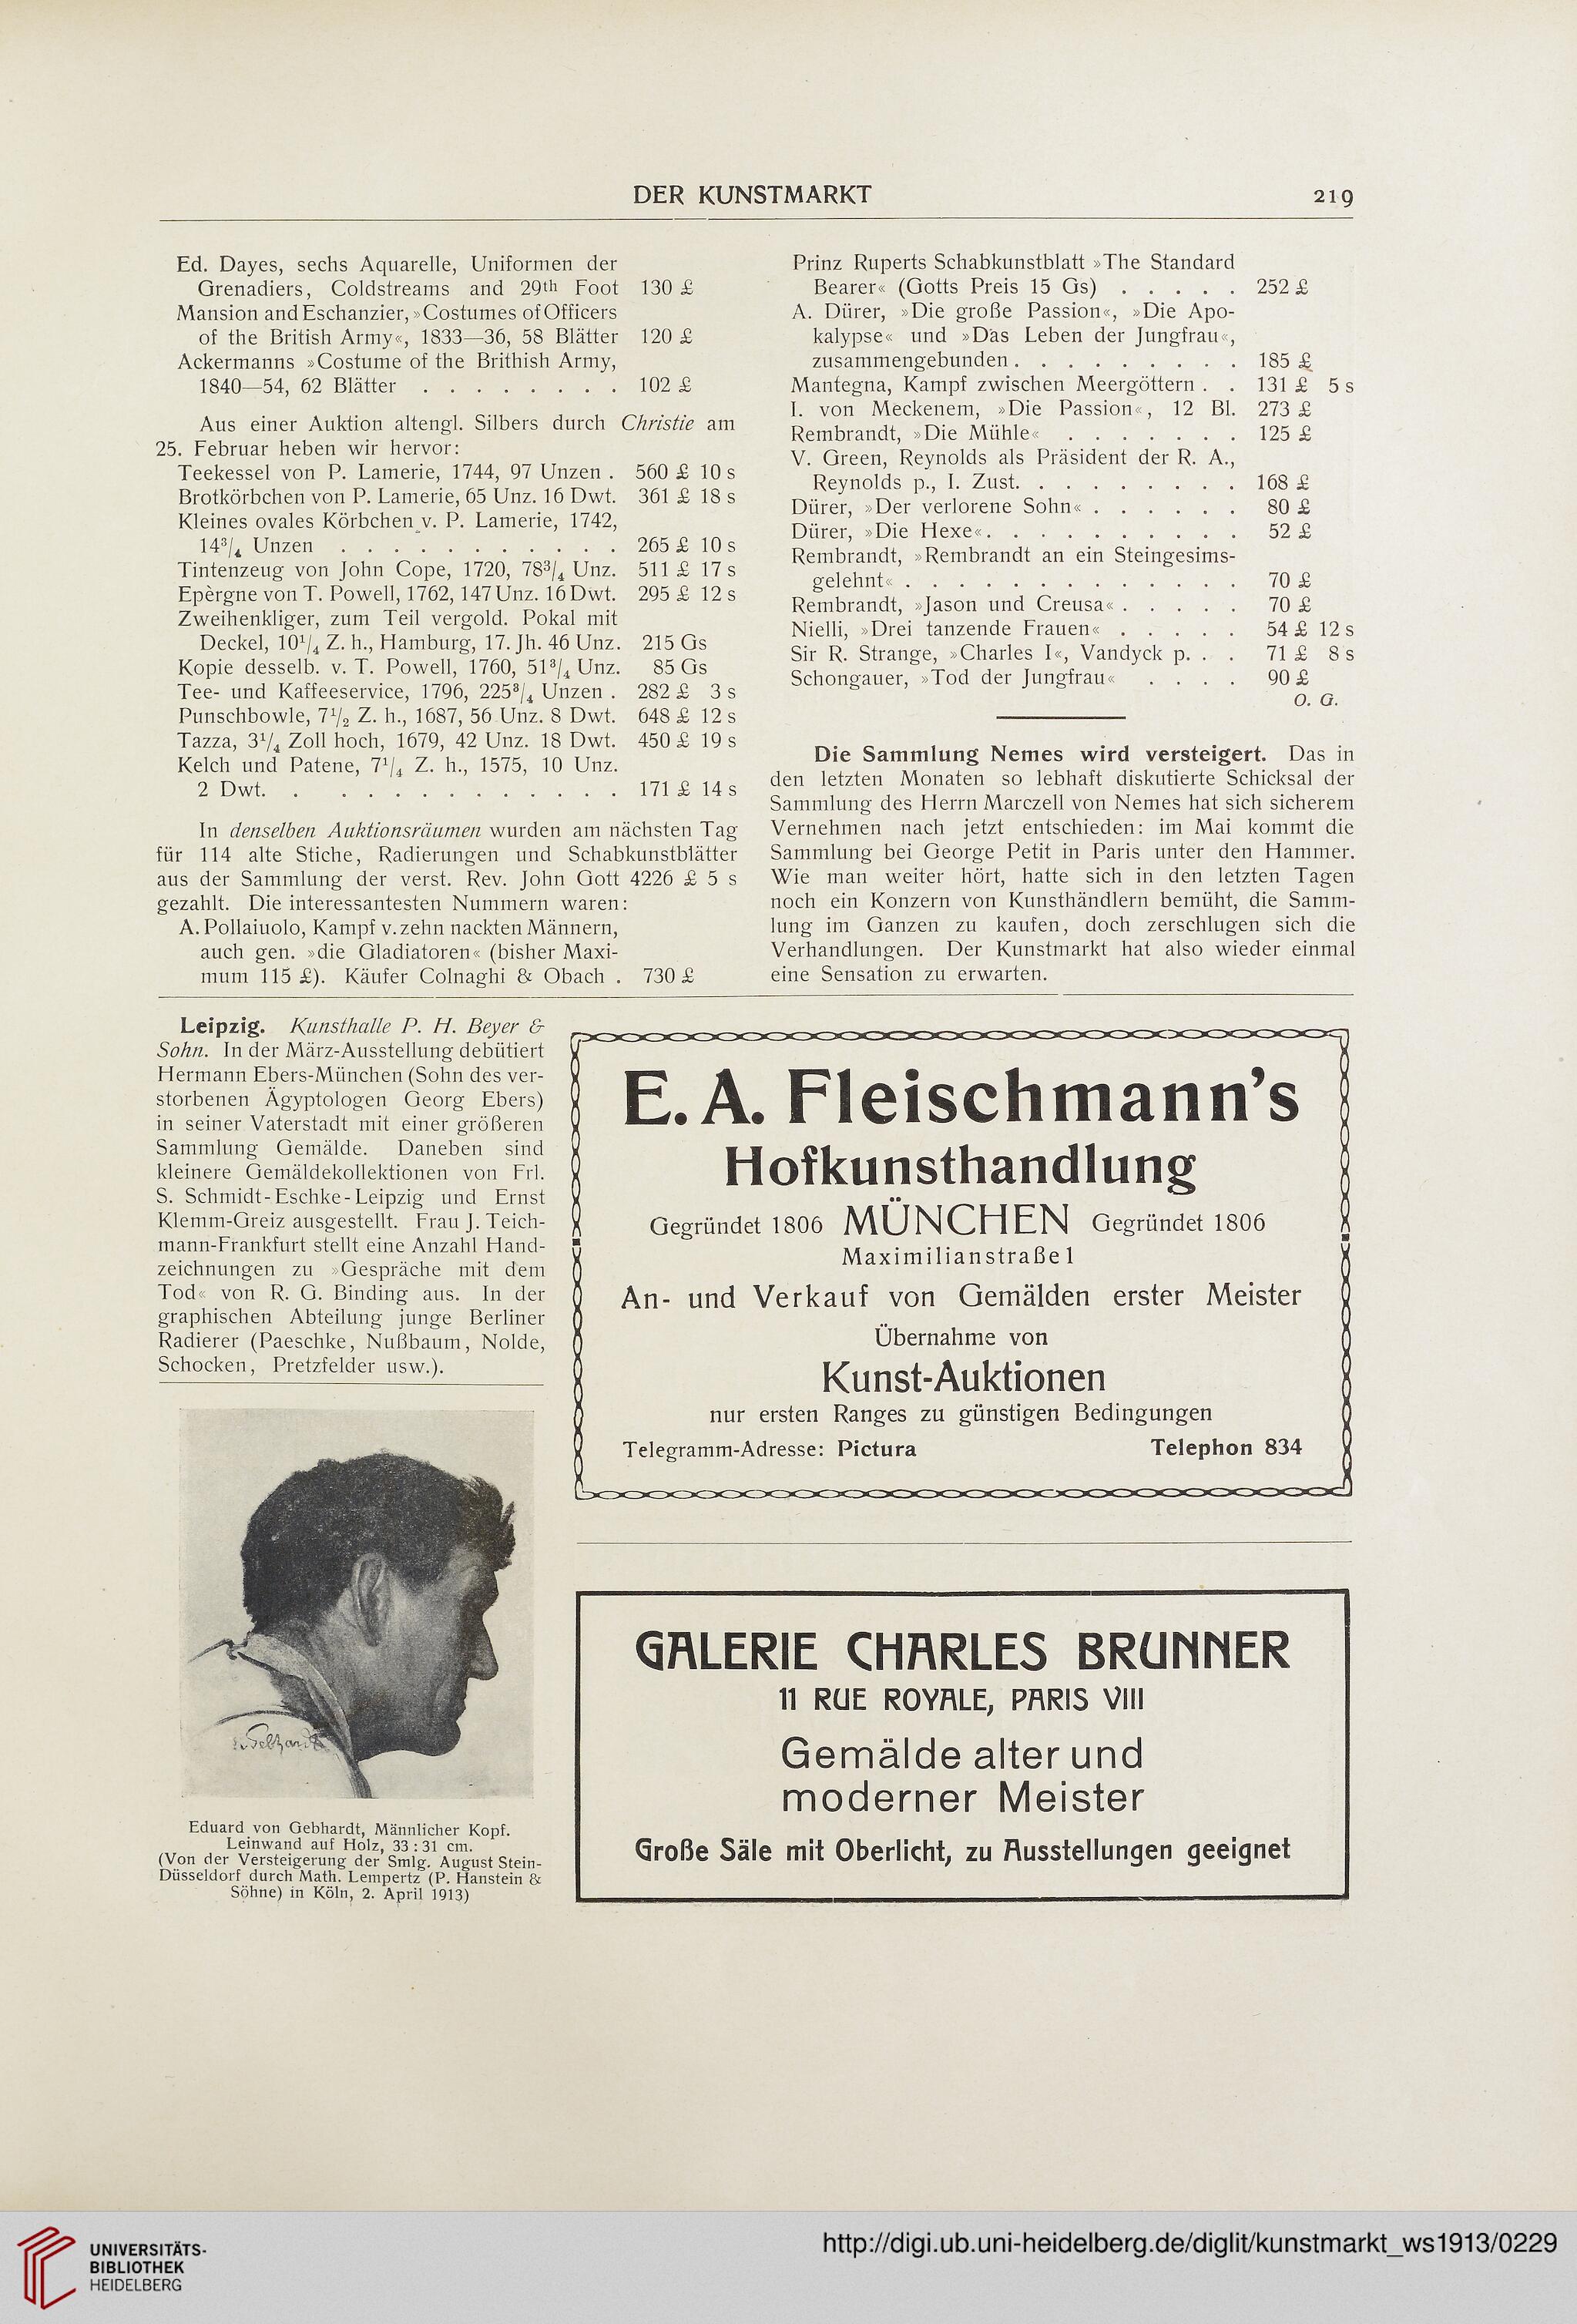 DER KUNSTMARKT
219
Ed. Dayes, sechs Aquarelle, Uniformen der
Grenadiers, Coldstreams and 29th Foot 130 £
Mansion and Eschanzier, »Costumes of Officers
of the British Army«, 1833—36, 58 Blätter 120 £
Ackermanns »Costume of the Brithish Army,
1840—54, 62 Blätter . . . . . . . . 102 £
Aus einer Auktion altengl. Silbers durch Christie am
25. Februar heben wir hervor:
Teekessel von P. Lamerie, 1744, 97 Unzen . 560 £ 10 s
Brotkörbchen von P. Lamerie, 65 Unz. 16 Dwt. 361 £ 18 s
Kleines ovales Körbchen v. P. Lamerie, 1742,
14³/₄ Unzen . . . . . . . . . . . 265 £ 10 s
Tintenzeug von John Cope, 1720, 78³/₄ Unz. 511 £ 17 s
Epèrgne von T. Powell, 1762, 147 Unz. 16 Dwt. 295 £ 12 s
Zweihenkliger, zum Teil vergold. Pokal mit
Deckel, 10¹/₄ Z. h., Hamburg, 17. Jh. 46 Unz. 215 Gs
Kopie desselb. v. T. Powell, 1760, 51³/₄ Unz. 85 Gs
Tee- und Kaffeeservice, 1796, 225³/₄ Unzen . 282 £ 3 s
Punschbowle, 7¹/₂ Z. h., 1687, 56 Unz. 8 Dwt. 648 £ 12 s
Tazza, 3¹/₄ Zoll hoch, 1679, 42 Unz. 18 Dwt. 450 £ 19 s
Kelch und Patene, 7¹/₄ Z. h., 1575, 10 Unz.
2 Dwt. . . . . . . . . . . . . 171 £ 14 s
In denselben Auktionsräumen wurden am nächsten Tag
für 114 alte Stiche, Radierungen und Schabkunstblätter
aus der Sammlung der verst. Rev. John Gott 4226 £ 5 s
gezahlt. Die interessantesten Nummern waren:
A. Pollaiuolo, Kampf v. zehn nackten Männern,
auch gen. »die Gladiatoren« (bisher Maxi-
mum 115 £). Käufer Colnaghi & Obach . 730 £
Prinz Ruperts Schabkunstblatt »The Standard
Bearer« (Gotts Preis 15 Gs) . . . . . 252 £
A. Dürer, »Die große Passion«, »Die Apo-
kalypse« und »Das Leben der Jungfrau«,
zusammengebunden . . . . . . . . . 185 £
Mantegna, Kampf zwischen Meergöttern . . 131 £ 5 s
I. von Meckenem, »Die Passion«, 12 Bl. 273 £
Rembrandt, »Die Mühle« . . . . . . . 125 £
V. Green, Reynolds als Präsident der R. A.,
Reynolds p., I. Zust. . . . . . . . . 168 £
Dürer, »Der verlorene Sohn« . . . . . . 80 £
Dürer, »Die Hexe« . . . . . . . . . . 52 £
Rembrandt, »Rembrandt an ein Steingesims-
gelehnt« . . . . . . . . . . . . . 70 £
Rembrandt, »Jason und Creusa« . . . . . 70 £
Nielli, »Drei tanzende Frauen« . . . . . 54 £ 12 s
Sir R. Strange, »Charles I«, Vandyck p. . . 71 £ 8 s
Schongauer, »Tod der Jungfrau« . . . . 90 £
O. G.
Die Sammlung Nemes wird versteigert. Das in
den letzten Monaten so lebhaft diskutierte Schicksal der
Sammlung des Herrn Marczell von Nemes hat sich sicherem
Vernehmen nach jetzt entschieden: im Mai kommt die
Sammlung bei George Petit in Paris unter den Hammer.
Wie man weiter hört, hatte sich in den letzten Tagen
noch ein Konzern von Kunsthändlern bemüht, die Samm-
lung im Ganzen zu kaufen, doch zerschlugen sich die
Verhandlungen. Der Kunstmarkt hat also wieder einmal
eine Sensation zu erwarten.
Leipzig. Kunsthalle P. H. Beyer &
Sohn. In der März-Ausstellung debütiert
Hermann Ebers-München (Sohn des ver-
storbenen Ägyptologen Georg Ebers)
in seiner Vaterstadt mit einer größeren
Sammlung Gemälde. Daneben sind
kleinere Gemäldekollektionen von Frl.
S. Schmidt-Eschke-Leipzig und Ernst
Klemm-Greiz ausgestellt. Frau J. Teich-
mann-Frankfurt stellt eine Anzahl Hand-
zeichnungen zu »Gespräche mit dem
Tod« von R. G. Binding aus. In der
graphischen Abteilung junge Berliner
Radierer (Paeschke, Nußbaum, Nolde,
Schocken, Pretzfelder usw.).
Gebhardt
Eduard von Gebhardt, Männlicher Kopf.
Leinwand auf Holz, 33 : 31 cm.
(Von der Versteigerung der Smlg. August Stein-
Düsseldorf durch Math. Lempertz (P. Hanstein &
Söhne) in Köln, 2. April 1913)
E. A. Fleischmann's
Hofkunsthandlung
Gegründet 1806 MÜNCHEN Gegründet 1806
Maximilianstraße 1
An- und Verkauf von Gemälden erster Meister
Übernahme von
Kunst-Auktionen
nur ersten Ranges zu günstigen Bedingungen
Telegramm-Adresse: Pictura Telephon 834
GALERIE CHARLES BRUNNER
11 RUE ROYALE, PARIS VIII
Gemälde alter und
moderner Meister
Große Säle mit Oberlicht, zu Ausstellungen geeignet
UNIVERSITÄTS-
BIBLIOTHEK
HEIDELBERG
http://digi.ub.uni-heidelberg.de/diglit/kunstmarkt_ws1913/0229